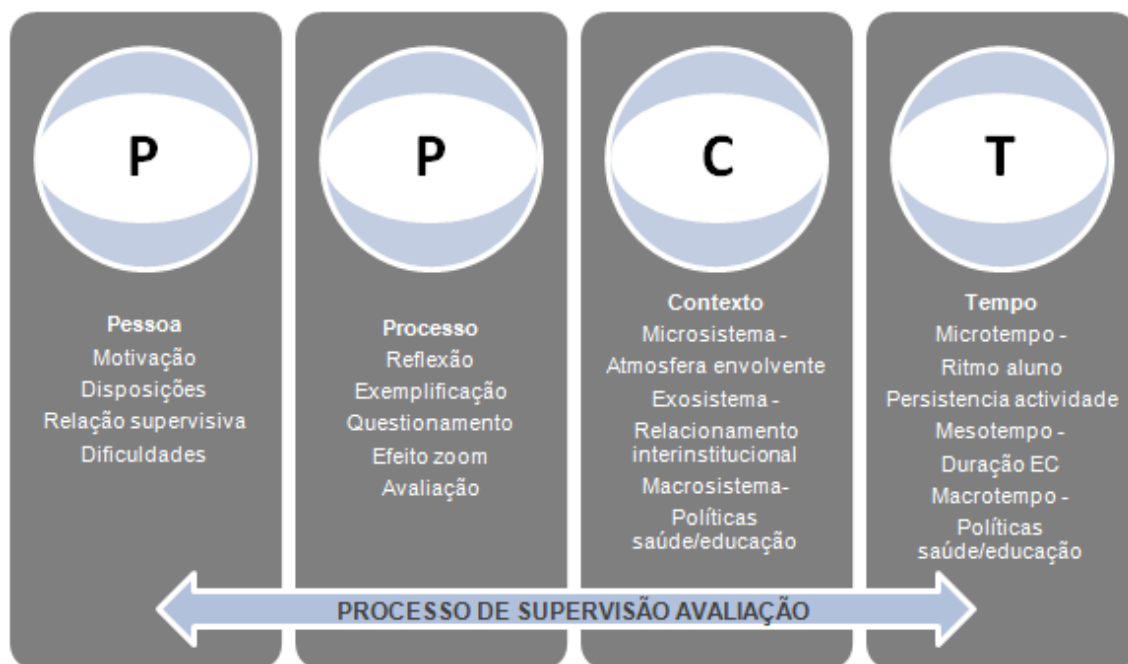 P
Pessoa
Motivação
Disposições
Relação supervisiva
Dificuldades
P
Processo
Reflexão
Exemplificação
Questionamento
Efeito zoom
Avaliação
C
Contexto
Microsistema -
Atmosfera envolvente
Exosistema -
Relacionamento
interinstitucional
Macrosistema-
Políticas
saúde/educação
T
Tempo
Microtempo -
Ritmo aluno
Persistencia actividade
Mesotempo -
Duração EC
Macrotempo -
Políticas
saúde/educação
PROCESSO DE SUPERVISÃO AVALIAÇÃO